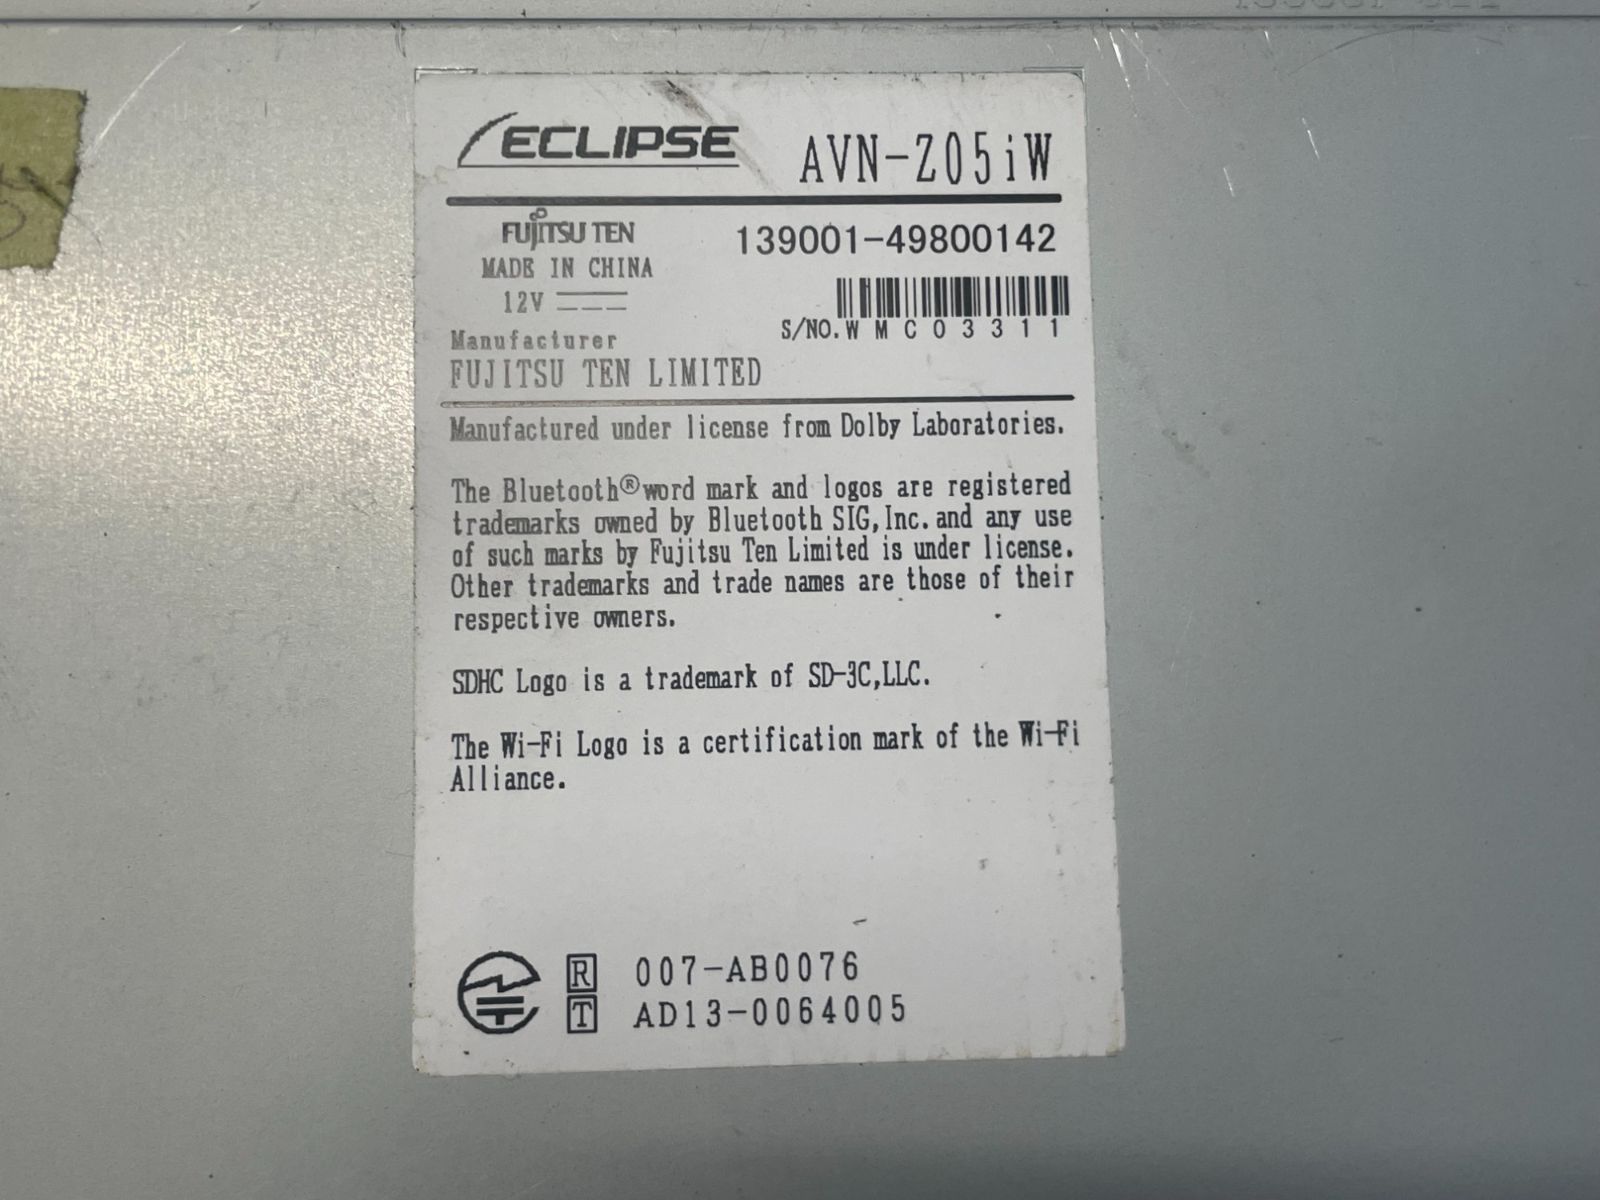 ECLIPSE AVN-Z05iW
FUJITSU TEN 139001-49800142
MADE IN CHINA
12V
S/NO. WMC03311
Manufacturer
FUJITSU TEN LIMITED
Manufactured under license from Dolby Laboratories.
The Bluetooth® word mark and logos are registered
trademarks owned by Bluetooth SIG, Inc. and any use
of such marks by Fujitsu Ten Limited is under license.
Other trademarks and trade names are those of their
respective owners.
SDHC Logo is a trademark of SD-3C, LLC.
The Wi-Fi Logo is a certification mark of the Wi-Fi
Alliance.
R 007-AB0076
T AD13-0064005